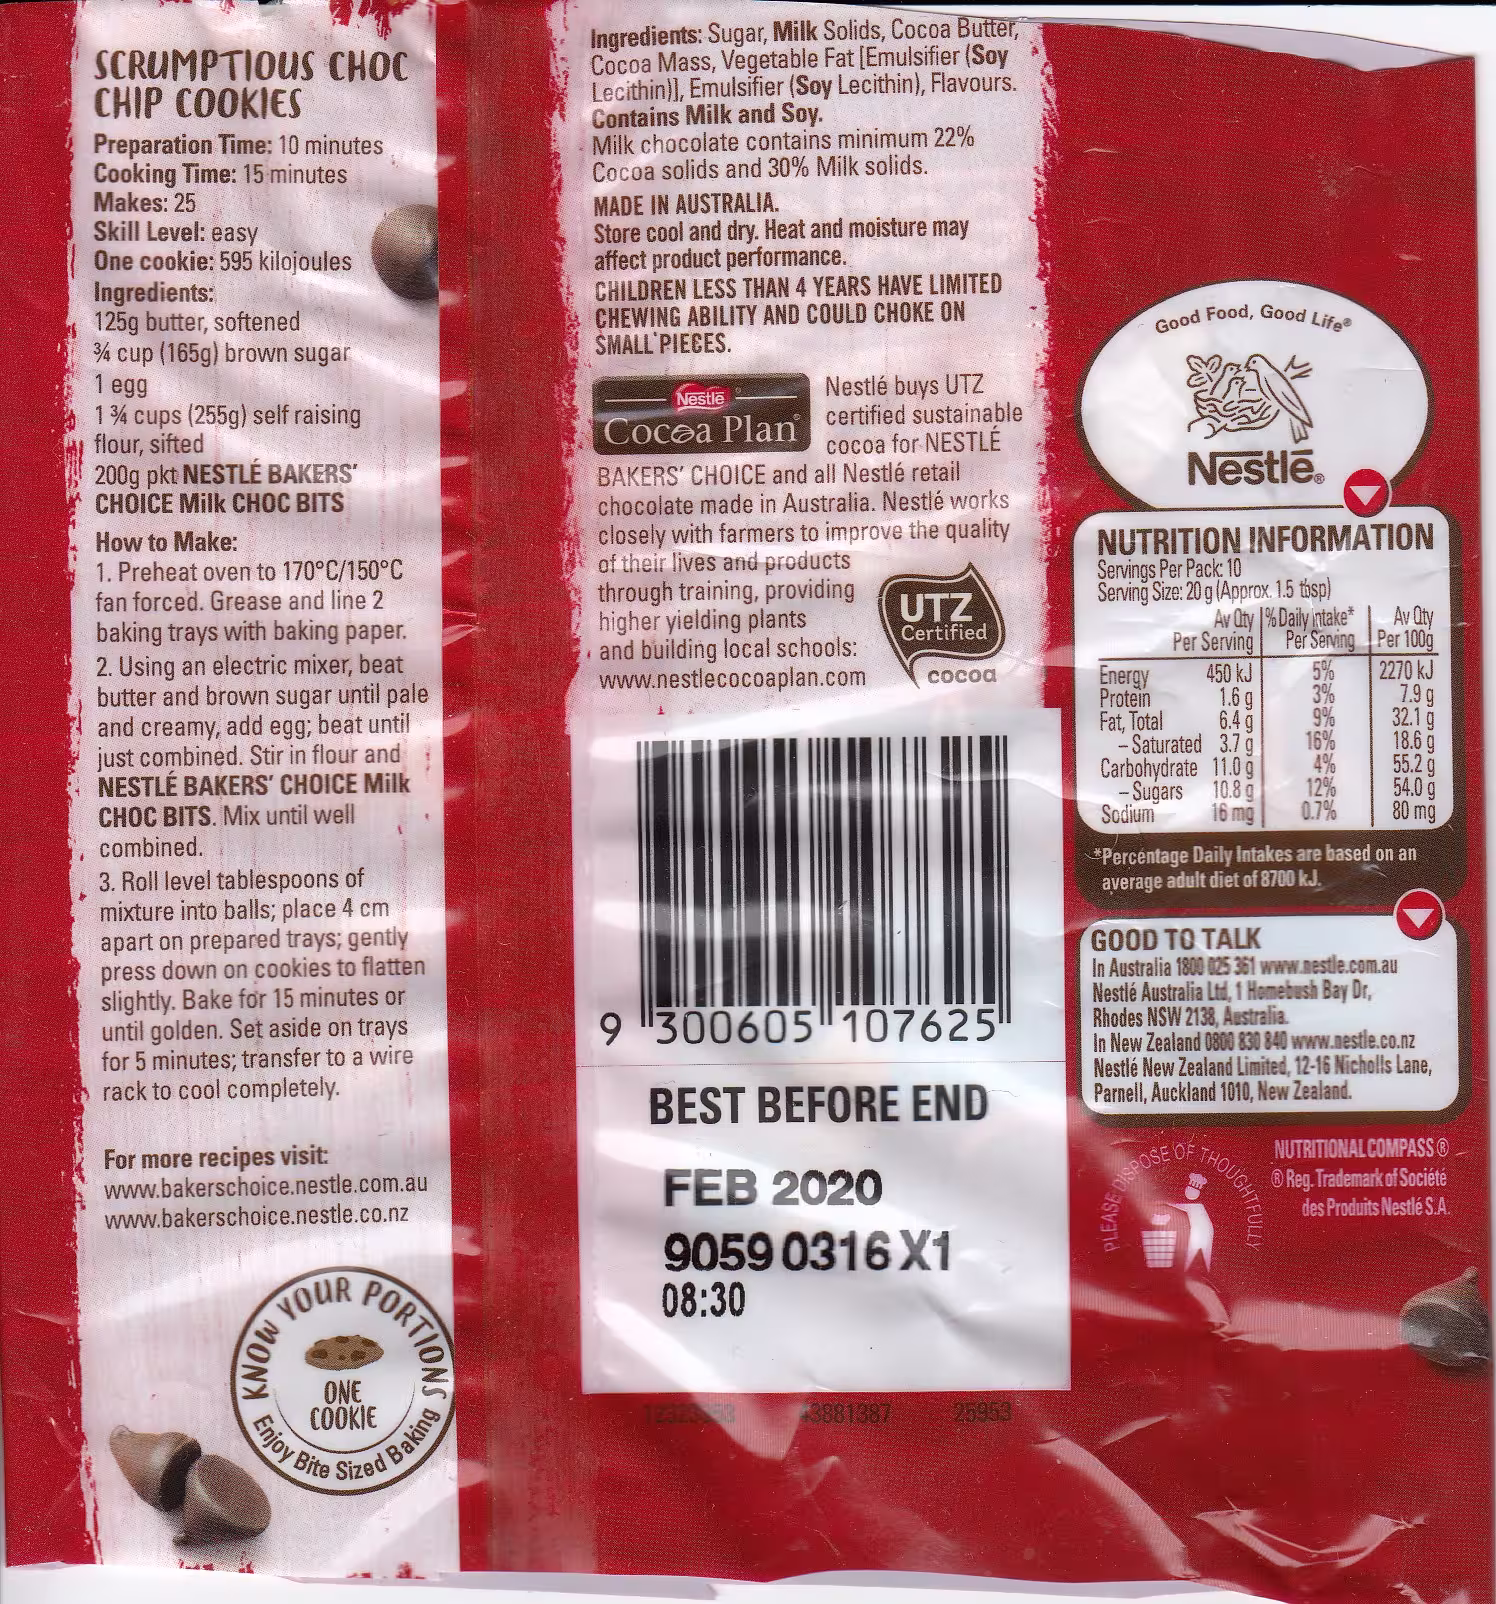 SCRUMPTIOUS CHOC
CHIP COOKIES
Preparation Time: 10 minutes
Cooking Time: 15 minutes
Makes: 25
Skill Level: easy
One cookie: 595 kilojoules
Ingredients:
125g butter, softened
¾ cup (165g) brown sugar
1 egg
1 ¾ cups (255g) self raising
flour, sifted
200g pkt NESTLÉ BAKERS'
CHOICE Milk CHOC BITS
How to Make:
1. Preheat oven to 170°C/150°C
fan forced. Grease and line 2
baking trays with baking paper.
2. Using an electric mixer, beat
butter and brown sugar until pale
and creamy, add egg; beat until
just combined. Stir in flour and
NESTLÉ BAKERS' CHOICE Milk
CHOC BITS. Mix until well
combined.
3. Roll level tablespoons of
mixture into balls; place 4 cm
apart on prepared trays; gently
press down on cookies to flatten
slightly. Bake for 15 minutes or
until golden. Set aside on trays
for 5 minutes; transfer to a wire
rack to cool completely.
For more recipes visit:
www.bakerschoice.nestle.com.au
www.bakerschoice.nestle.co.nz
KNOW YOUR PORTIONS
ONE
COOKIE
Enjoy Bite Sized Baking
Ingredients: Sugar, Milk Solids, Cocoa Butter,
Cocoa Mass, Vegetable Fat [Emulsifier (Soy
Lecithin)], Emulsifier (Soy Lecithin), Flavours.
Contains Milk and Soy.
Milk chocolate contains minimum 22%
Cocoa solids and 30% Milk solids.
MADE IN AUSTRALIA.
Store cool and dry. Heat and moisture may
affect product performance.
CHILDREN LESS THAN 4 YEARS HAVE LIMITED
CHEWING ABILITY AND COULD CHOKE ON
SMALL PIECES.
Nestlé
Cocoa Plan®
Nestlé buys UTZ
certified sustainable
cocoa for NESTLÉ
BAKERS' CHOICE and all Nestlé retail
chocolate made in Australia. Nestlé works
closely with farmers to improve the quality
of their lives and products
through training, providing
higher yielding plants
and building local schools:
www.nestlecocoaplan.com
UTZ
Certified
cocoa
9 300605 107625
BEST BEFORE END
FEB 2020
9059 0316 X1
08:30
43881387 25953
Good Food, Good Life®
Nestlé®
NUTRITION INFORMATION
Servings Per Pack: 10
Serving Size: 20 g (Approx. 1.5 tbsp)
Av Qty % Daily intake* Av Qty
Per Serving Per Serving Per 100g
Energy 450 kJ 5% 2270 kJ
Protein 1.6 g 3% 7.9 g
Fat, Total 6.4 g 9% 32.1 g
– Saturated 3.7 g 16% 18.6 g
Carbohydrate 11.0 g 4% 55.2 g
– Sugars 10.8 g 12% 54.0 g
Sodium 16 mg 0.7% 80 mg
*Percentage Daily Intakes are based on an
average adult diet of 8700 kJ.
GOOD TO TALK
In Australia 1800 025 361 www.nestle.com.au
Nestlé Australia Ltd, 1 Homebush Bay Dr,
Rhodes NSW 2138, Australia.
In New Zealand 0800 830 840 www.nestle.co.nz
Nestlé New Zealand Limited, 12-16 Nicholls Lane,
Parnell, Auckland 1010, New Zealand.
PLEASE DISPOSE OF THOUGHTFULLY
NUTRITIONAL COMPASS ®
® Reg. Trademark of Société
des Produits Nestlé S.A.